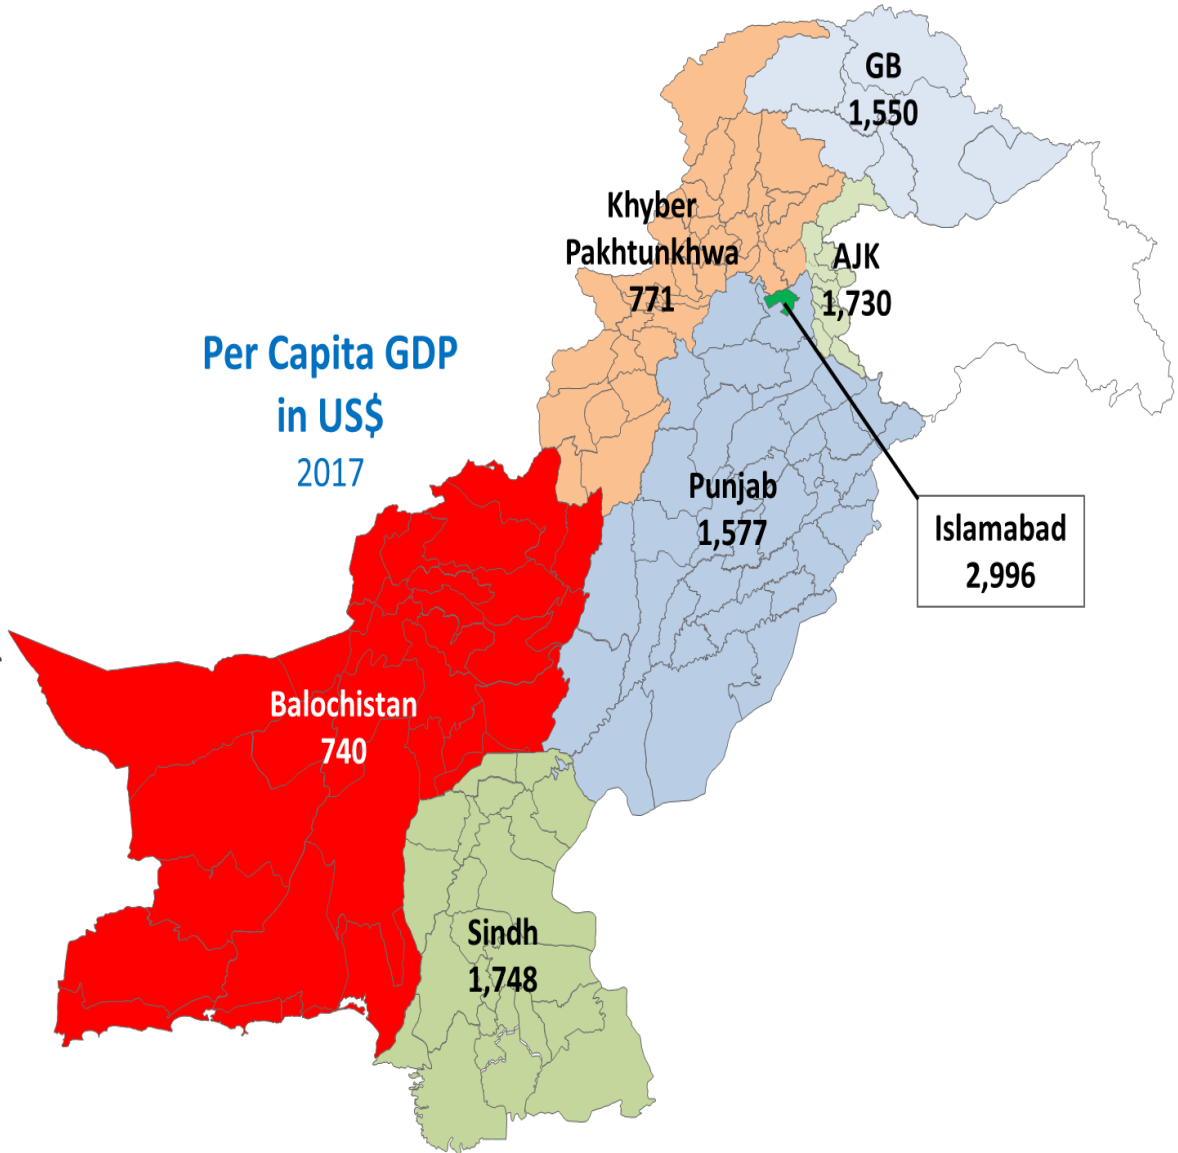 GB
1,550
Khyber
Pakhtunkhwa
771
AJK
1,730
Per Capita GDP
in US$
2017
Punjab
1,577
Islamabad
2,996
Balochistan
740
Sindh
1,748